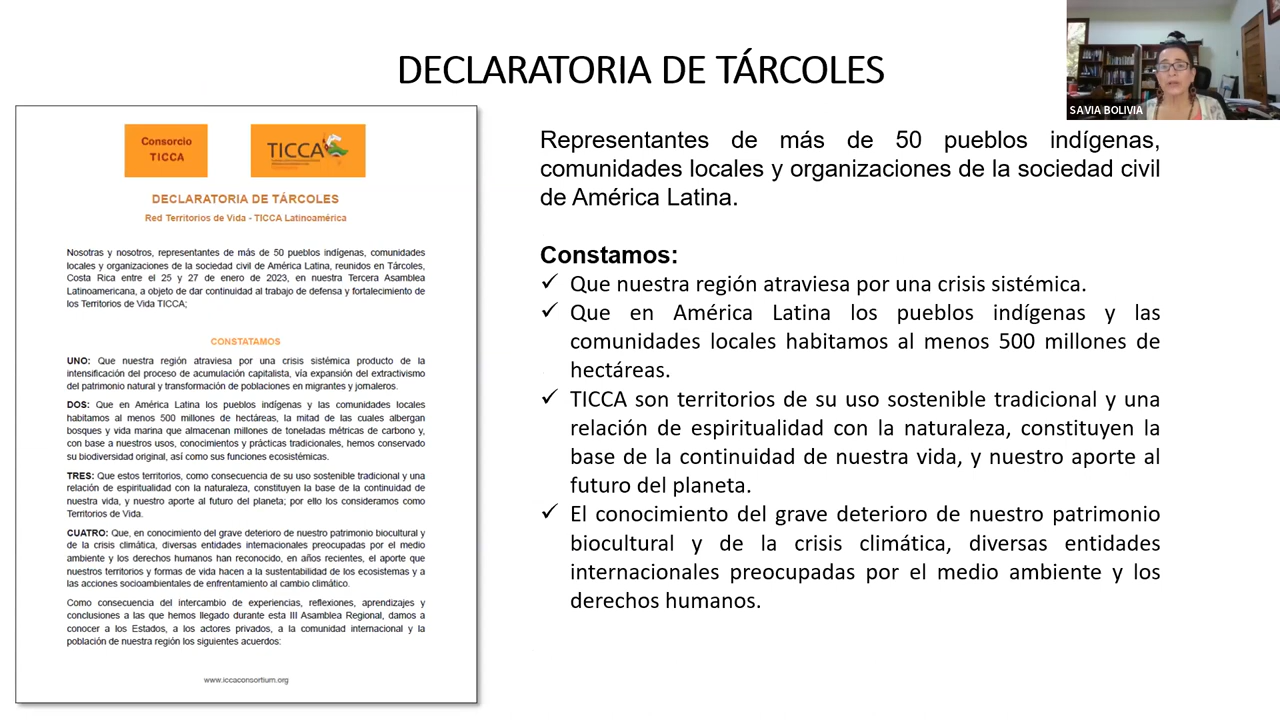 DECLARATORIA DE TÁRCOLES
SAVIA BOLIVIA
Consorcio
TICCA
TICCA
DECLARATORIA DE TÁRCOLES
Red Territorios de Vida - TICCA Latinoamérica
Nosotras y nosotros, representantes de más de 50 pueblos indígenas, comunidades
locales y organizaciones de la sociedad civil de América Latina, reunidos en Tárcoles,
Costa Rica entre el 25 y 27 de enero de 2023, en nuestra Tercera Asamblea
Latinoamericana, a objeto de dar continuidad al trabajo de defensa y fortalecimiento de
los Territorios de Vida TICCA;
CONSTATAMOS
UNO: Que nuestra región atraviesa por una crisis sistémica producto de la
intensificación del proceso de acumulación capitalista, vía expansión del extractivismo
del patrimonio natural y transformación de poblaciones en migrantes y jornaleros.
DOS: Que en América Latina los pueblos indígenas y las comunidades locales
habitamos al menos 500 millones de hectáreas, la mitad de las cuales albergan
bosques y vida marina que almacenan millones de toneladas métricas de carbono y,
con base a nuestros usos, conocimientos y prácticas tradicionales, hemos conservado
su biodiversidad original, así como sus funciones ecosistémicas.
TRES: Que estos territorios, como consecuencia de su uso sostenible tradicional y una
relación de espiritualidad con la naturaleza, constituyen la base de la continuidad de
nuestra vida, y nuestro aporte al futuro del planeta; por ello los consideramos como
Territorios de Vida.
CUATRO: Que, en conocimiento del grave deterioro de nuestro patrimonio biocultural y
de la crisis climática, diversas entidades internacionales preocupadas por el medio
ambiente y los derechos humanos han reconocido, en años recientes, el aporte que
nuestros territorios y formas de vida hacen a la sustentabilidad de los ecosistemas y a
las acciones socioambientales de enfrentamiento al cambio climático.
Como consecuencia del intercambio de experiencias, reflexiones, aprendizajes y
conclusiones a las que hemos llegado durante esta III Asamblea Regional, damos a
conocer a los Estados, a los actores privados, a la comunidad internacional y la
población de nuestra región los siguientes acuerdos:
www.iccaconsortium.org
Representantes de más de 50 pueblos indígenas,
comunidades locales y organizaciones de la sociedad civil
de América Latina.
Constamos:
✓ Que nuestra región atraviesa por una crisis sistémica.
✓ Que en América Latina los pueblos indígenas y las
comunidades locales habitamos al menos 500 millones de
hectáreas.
✓ TICCA son territorios de su uso sostenible tradicional y una
relación de espiritualidad con la naturaleza, constituyen la
base de la continuidad de nuestra vida, y nuestro aporte al
futuro del planeta.
✓ El conocimiento del grave deterioro de nuestro patrimonio
biocultural y de la crisis climática, diversas entidades
internacionales preocupadas por el medio ambiente y los
derechos humanos.